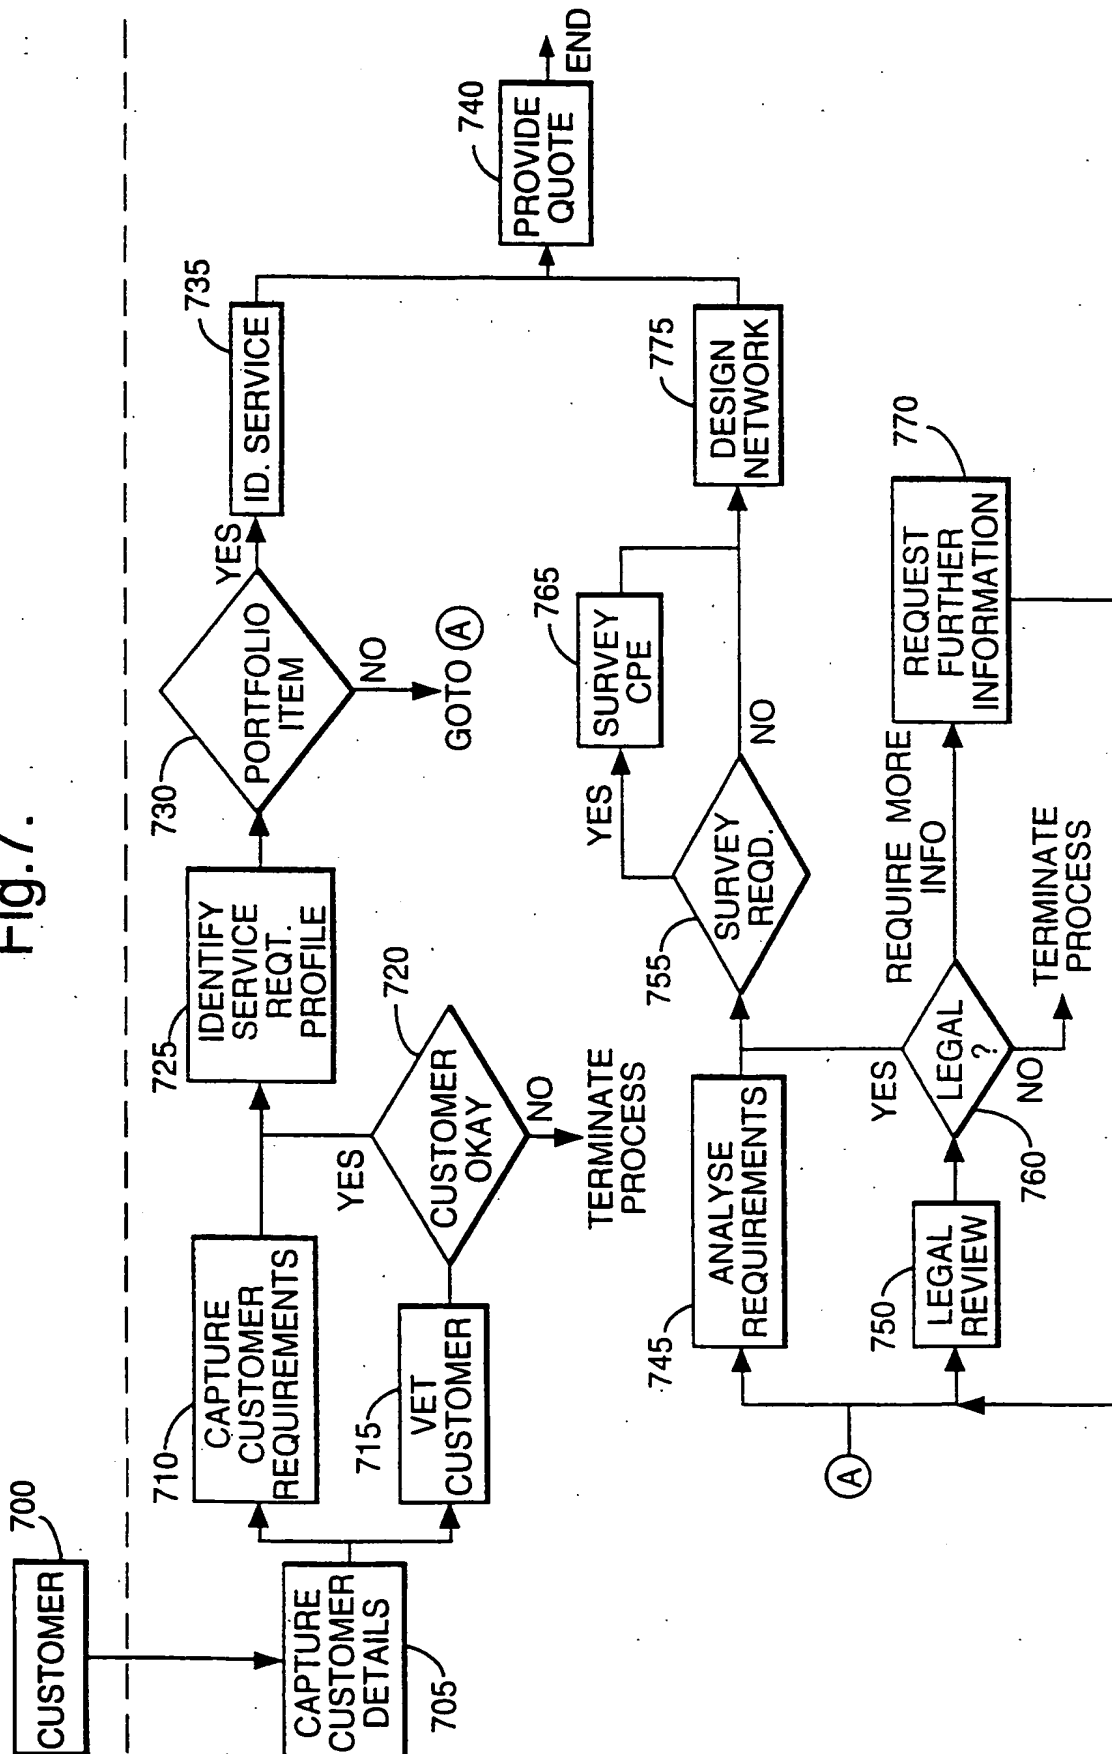 Fig.7.
700
CUSTOMER
CAPTURE
CUSTOMER
DETAILS
705
710
CAPTURE
CUSTOMER
REQUIREMENTS
715
VET
CUSTOMER
720
CUSTOMER
OKAY
YES
NO
TERMINATE
PROCESS
725
IDENTIFY
SERVICE
REQT.
PROFILE
730
PORTFOLIO
ITEM
YES
NO
GOTO A
735
ID. SERVICE
740
PROVIDE
QUOTE
END
A
745
ANALYSE
REQUIREMENTS
750
LEGAL
REVIEW
755
SURVEY
REQD.
YES
NO
760
LEGAL
?
YES
NO
TERMINATE
PROCESS
REQUIRE MORE
INFO
765
SURVEY
CPE
770
REQUEST
FURTHER
INFORMATION
775
DESIGN
NETWORK